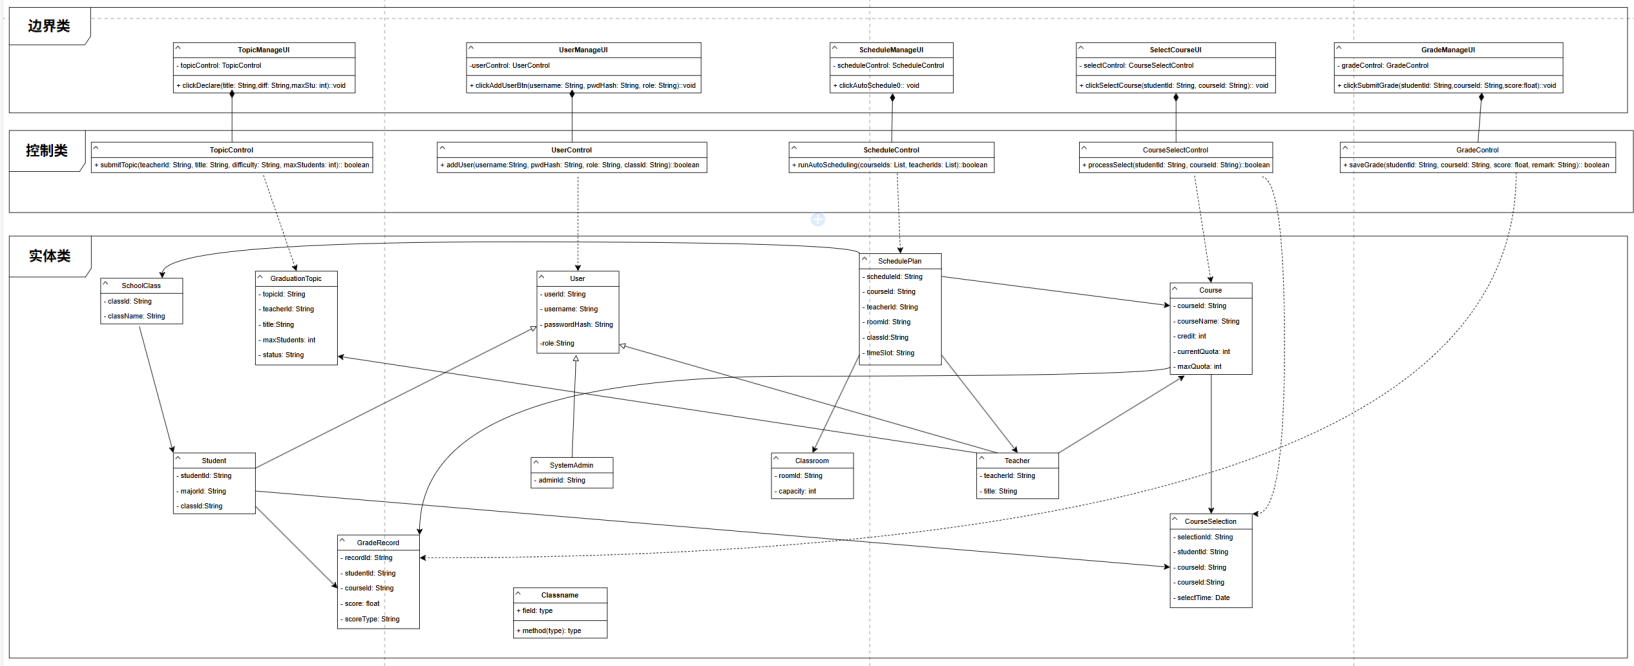 边界类
TopicManageUI
- topicControl: TopicControl
+ clickDeclare(title: String,diff: String,maxStu: int)::void
UserManageUI
-userControl: UserControl
+ clickAddUserBtn(username: String, pwdHash: String, role: String)::void
ScheduleManageUI
- scheduleControl: ScheduleControl
+ clickAutoSchedule():: void
SelectCourseUI
- selectControl: CourseSelectControl
+ clickSelectCourse(studentId: String, courseId: String):: void
GradeManageUI
- gradeControl: GradeControl
+ clickSubmitGrade(studentId: String,courseId: String,score:float)::void
控制类
TopicControl
+ submitTopic(teacherId: String, title: String, difficulty: String, maxStudents: int):: boolean
UserControl
+ addUser(username:String, pwdHash: String, role: String, classId: String)::boolean
ScheduleControl
+ runAutoScheduling(courseIds: List, teacherIds: List)::boolean
CourseSelectControl
+ processSelect(studentId: String, courseId: String)::boolean
GradeControl
+ saveGrade(studentId: String, courseId: String, score: float, remark: String):: boolean
实体类
SchoolClass
- classId: String
- className: String
GraduationTopic
- topicId: String
- teacherId: String
- title:String
- maxStudents: int
- status: String
User
- userId: String
- username: String
- passwordHash: String
-role:String
SchedulePlan
- scheduleId: String
- courseId: String
- teacherId: String
- roomId: String
- classId:String
- timeSlot: String
Course
- courseId: String
- courseName: String
- credit: int
- currentQuota: int
- maxQuota: int
Student
- studentId: String
- majorId: String
- classId:String
SystemAdmin
- adminId: String
Classroom
- roomId: String
- capacity: int
Teacher
- teacherId: String
- title: String
GradeRecord
- recordId: String
- studentId: String
- courseId: String
- score: float
- scoreType: String
CourseSelection
- selectionId: String
- studentId: String
- courseId: String
- courseId:String
- selectTime: Date
Classname
+ field: type
+ method(type): type